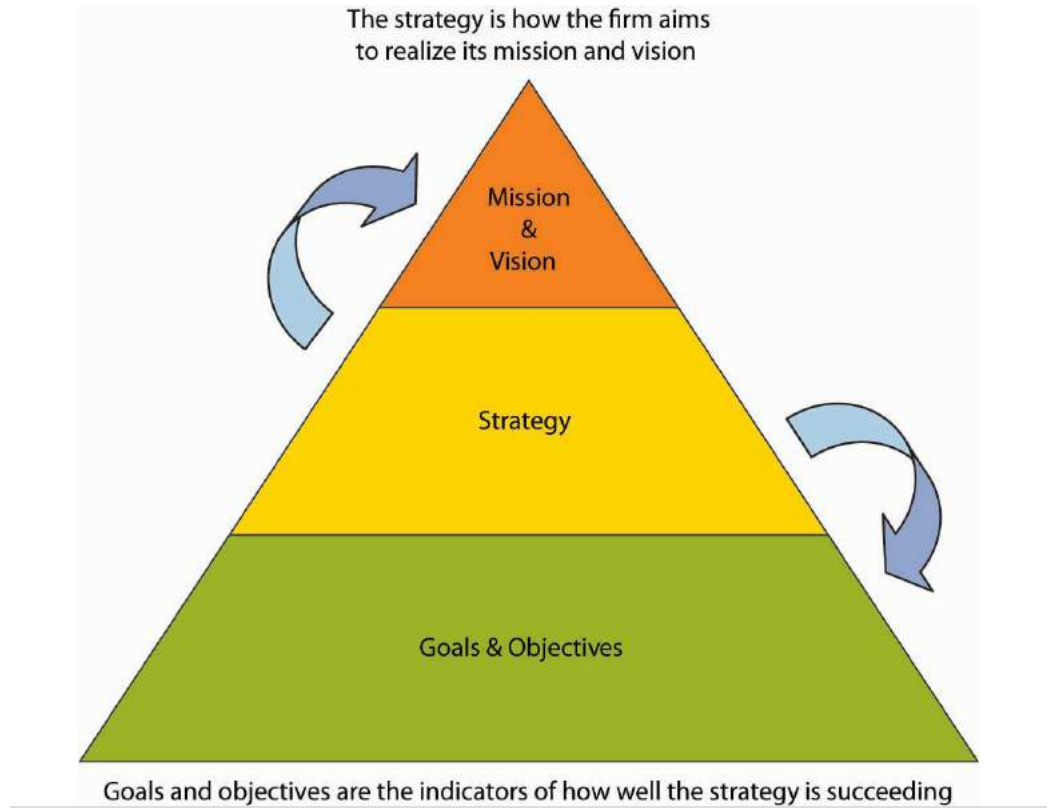 The strategy is how the firm aims
to realize its mission and vision
Mission
&
Vision
Strategy
Goals & Objectives
Goals and objectives are the indicators of how well the strategy is succeeding